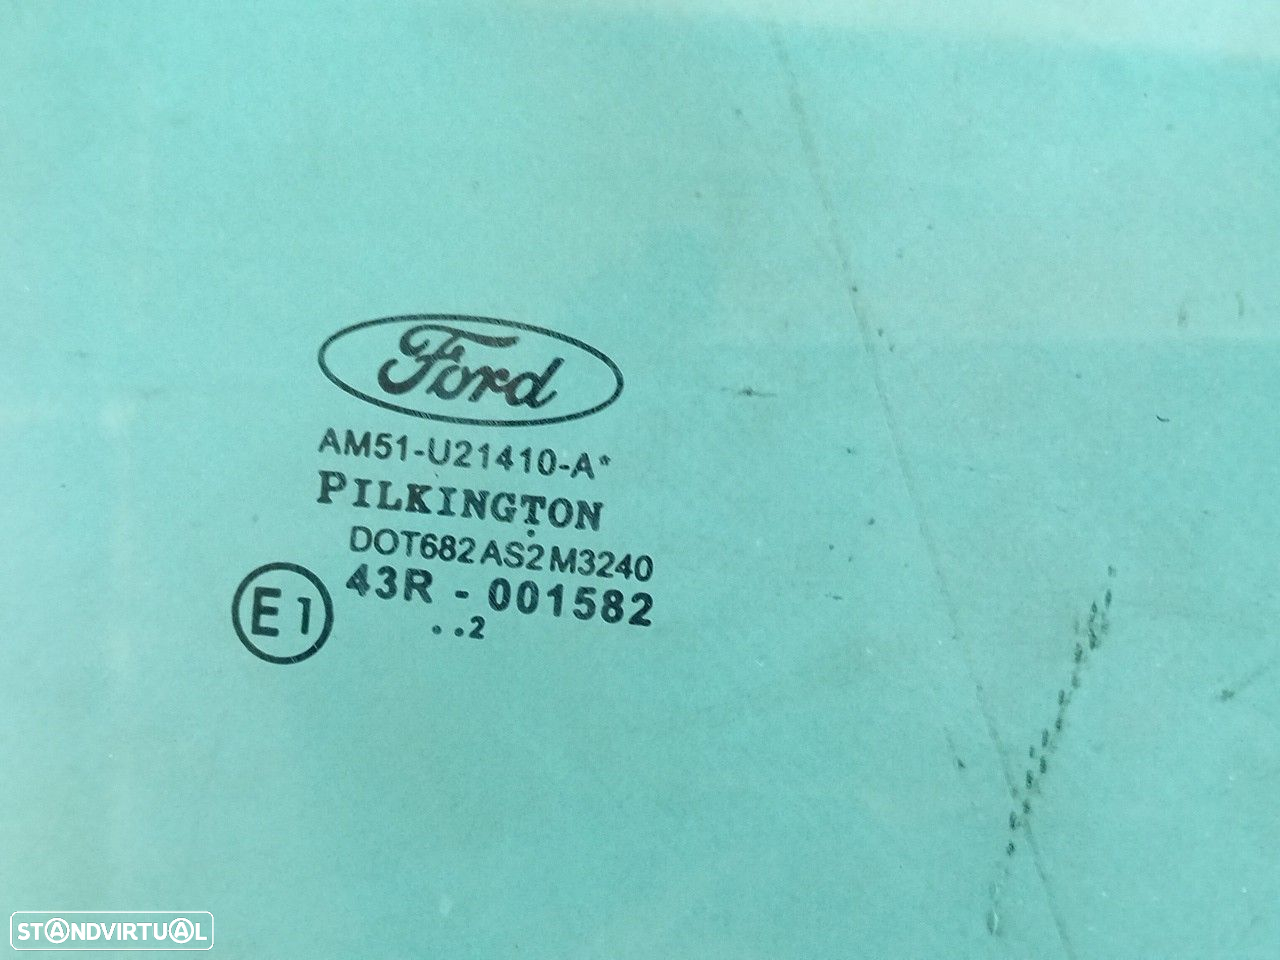 Ford
AM51-U21410-A*
PILKINGTON
DOT682 AS2 M3240
43R - 001582
E1
..2
STANDVIRTUAL